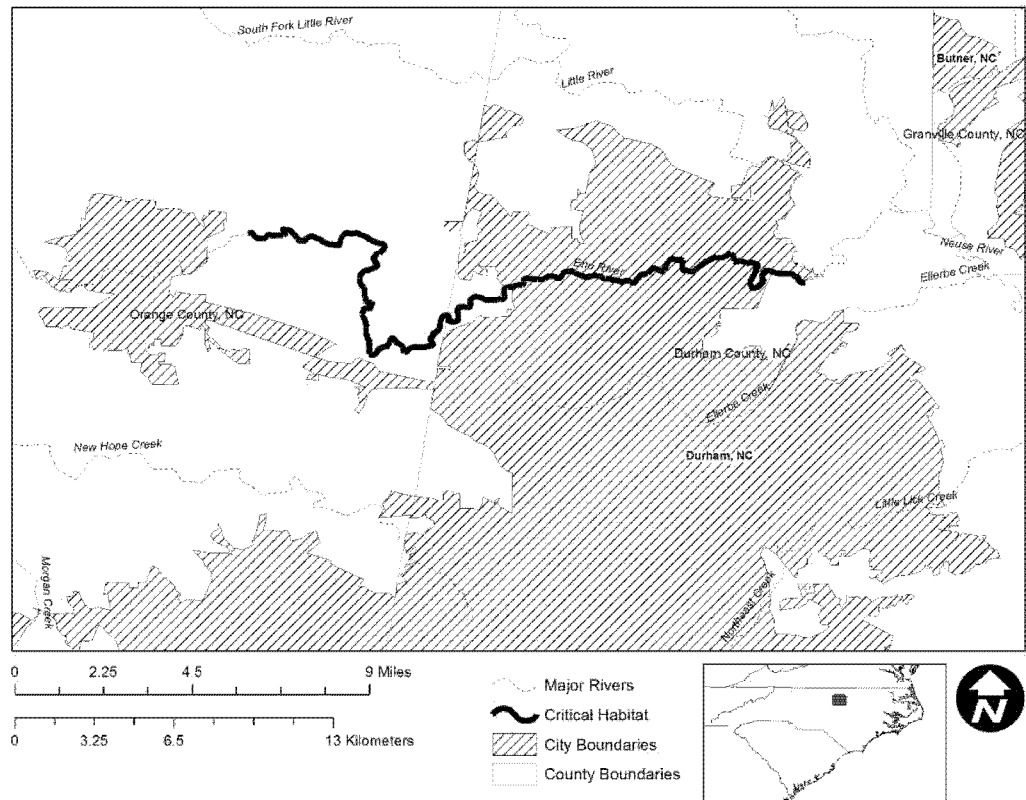 South Fork Little River
Little River
Butner, NC
Granville County, NC
Neuse River
Ellerbe Creek
Eno River
Orange County, NC
Durham County, NC
Ellerbe Creek
New Hope Creek
Durham, NC
Little Lick Creek
Morgan Creek
Northeast Creek
0 2.25 4.5 9 Miles
0 3.25 6.5 13 Kilometers
Major Rivers
Critical Habitat
City Boundaries
County Boundaries
N